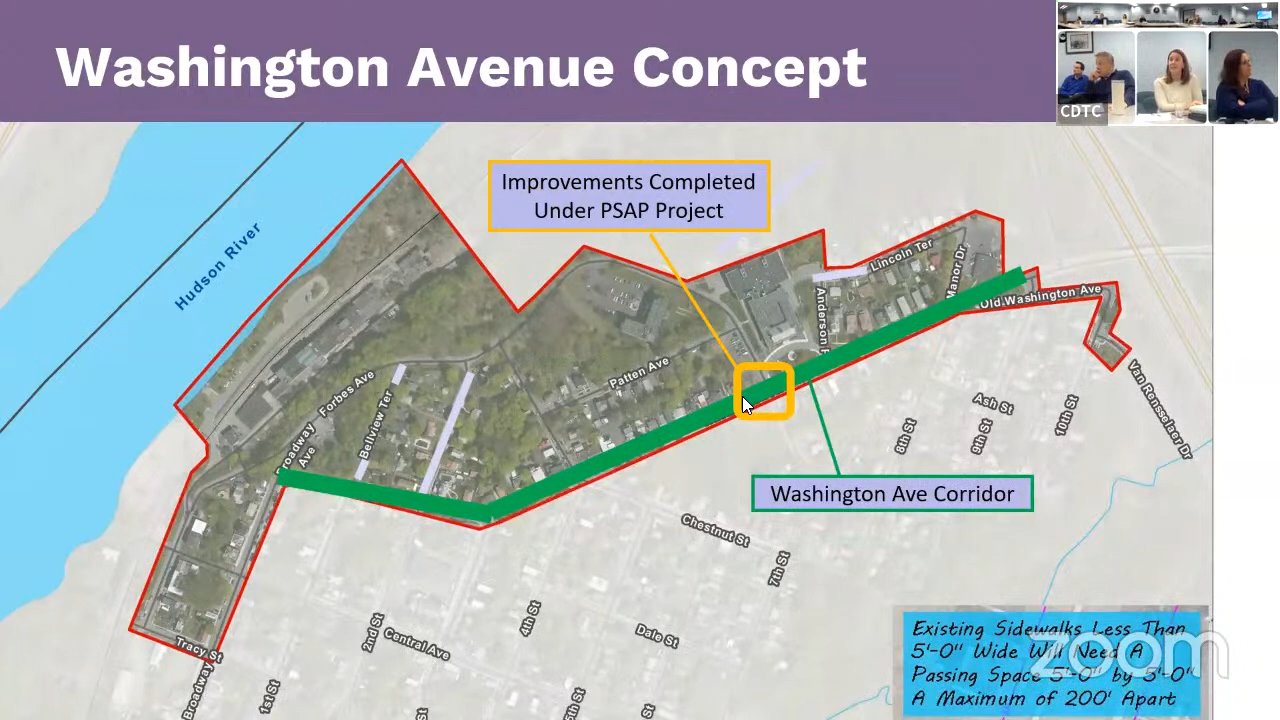 Washington Avenue Concept
CDTC
Improvements Completed
Under PSAP Project
Hudson River
Lincoln Ter
Manor Dr
Old Washington Ave
Anderson
Patten Ave
Forbes Ave
Bellview Ter
Broadway
Ave
Van Rensselaer Dr
Ash St
8th St
9th St
10th St
Washington Ave Corridor
Chestnut St
7th St
2nd St
Central Ave
4th St
Dale St
Tracy St
Broadway
1st St
5th St
St
St
Existing Sidewalks Less Than
5'-0" Wide Will Need A
Passing Space 5'-0" by 5'-0"
A Maximum of 200' Apart
zoom